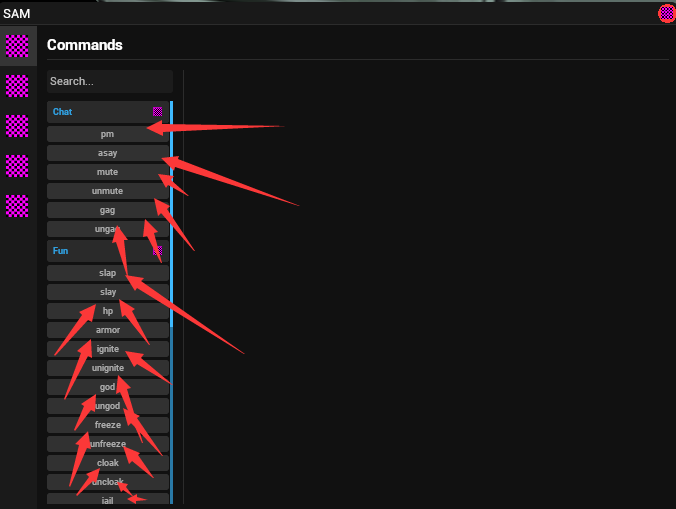 SAM
Commands
Search...
Chat
pm
asay
mute
unmute
gag
ungag
Fun
slap
slay
hp
armor
ignite
unignite
god
ungod
freeze
unfreeze
cloak
uncloak
jail